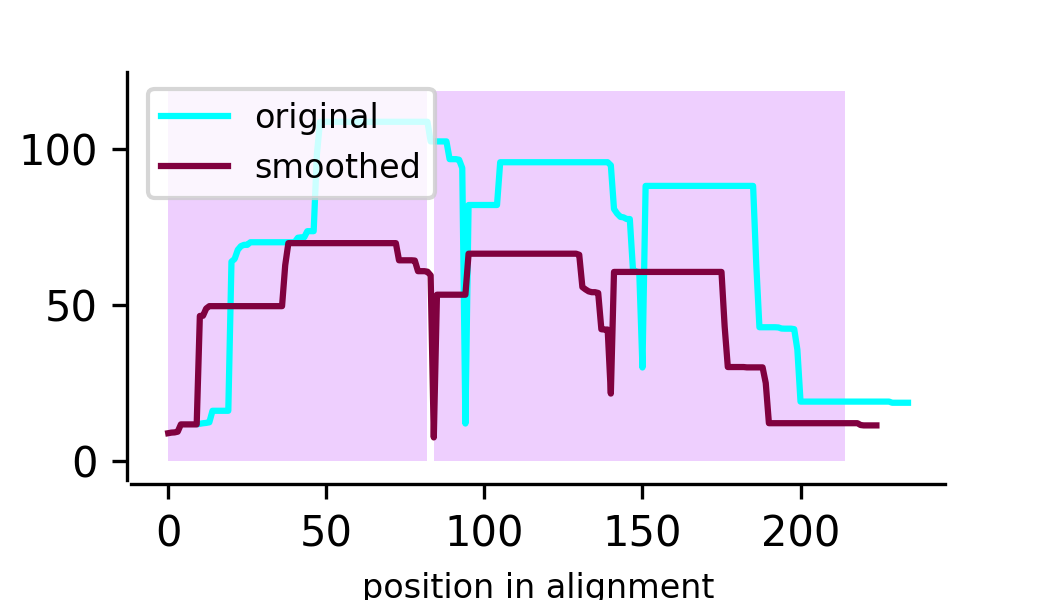 original
smoothed
100
50
0
0 50 100 150 200
position in alignment